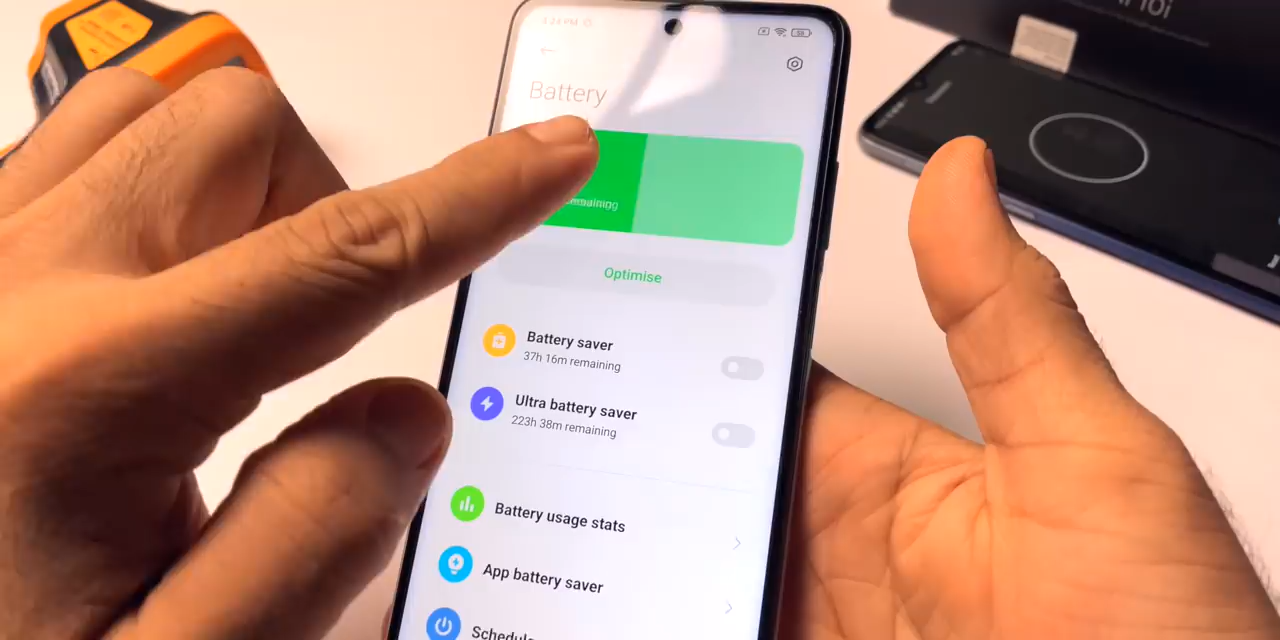 Battery
remaining
Optimise
Battery saver
37h 16m remaining
Ultra battery saver
223h 38m remaining
Battery usage stats
App battery saver